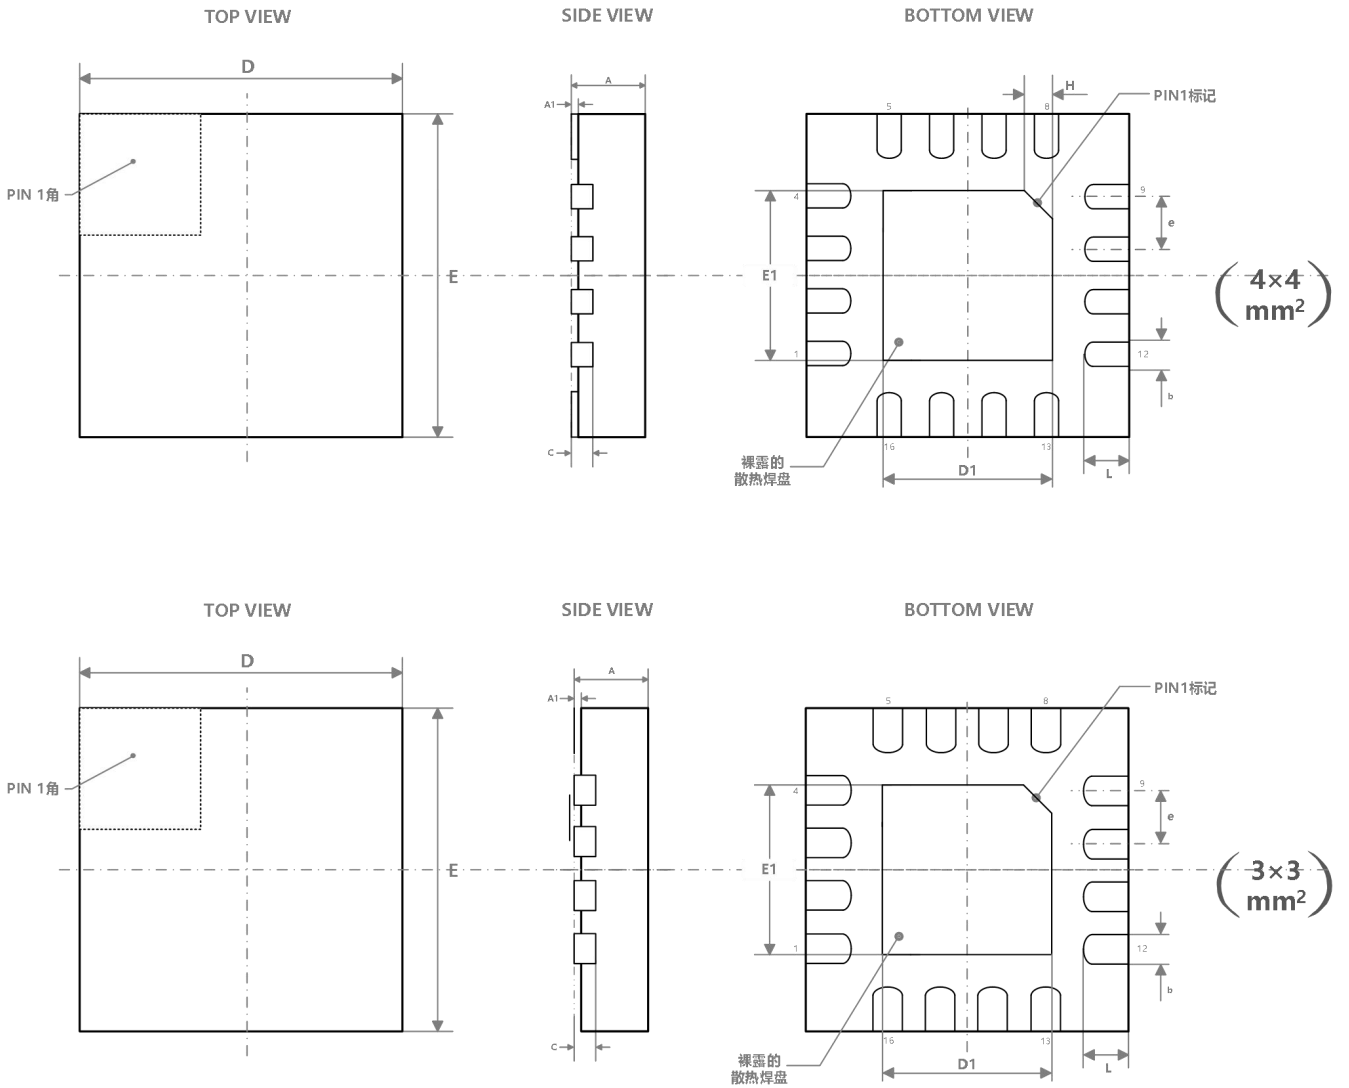 TOP VIEW
SIDE VIEW
BOTTOM VIEW
D
A
A1
H
PIN1标记
5
8
PIN 1角
4
9
e
E
E1
4×4
mm²
1
12
b
C
16
13
裸露的
散热焊盘
D1
L
TOP VIEW
SIDE VIEW
BOTTOM VIEW
D
A
A1
PIN1标记
5
8
PIN 1角
4
9
e
E
E1
3×3
mm²
1
12
b
C
16
13
裸露的
散热焊盘
D1
L